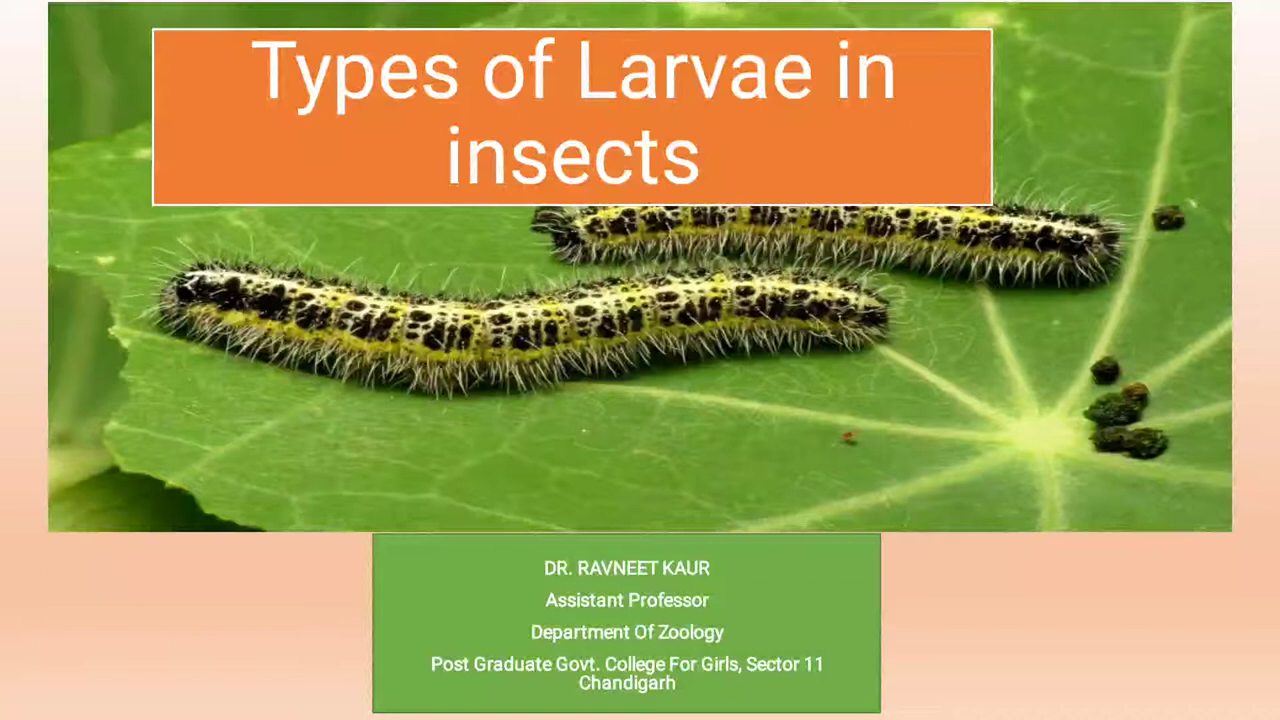 Types of Larvae in
insects
DR. RAVNEET KAUR
Assistant Professor
Department Of Zoology
Post Graduate Govt. College For Girls, Sector 11
Chandigarh